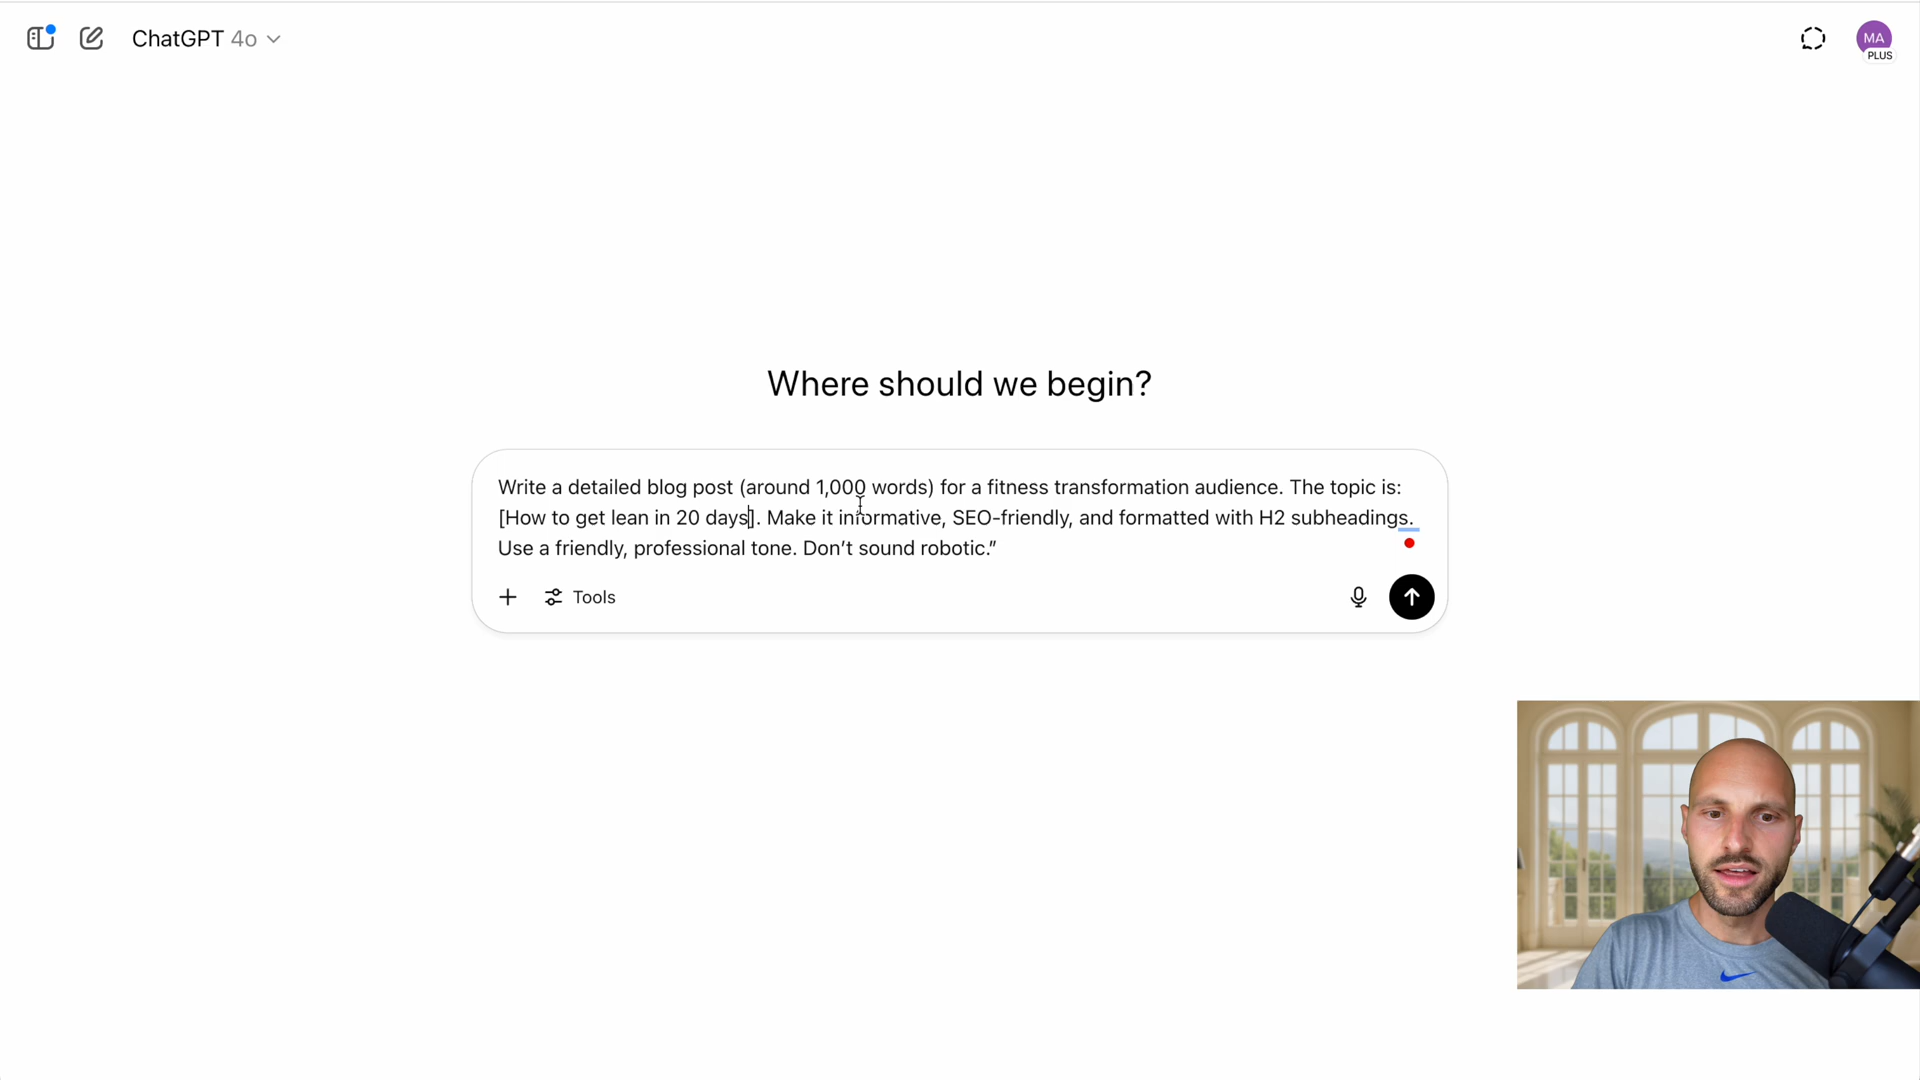 ChatGPT 4o
MA
PLUS
Where should we begin?
Write a detailed blog post (around 1,000 words) for a fitness transformation audience. The topic is:
[How to get lean in 20 days]. Make it informative, SEO-friendly, and formatted with H2 subheadings.
Use a friendly, professional tone. Don’t sound robotic.”
Tools